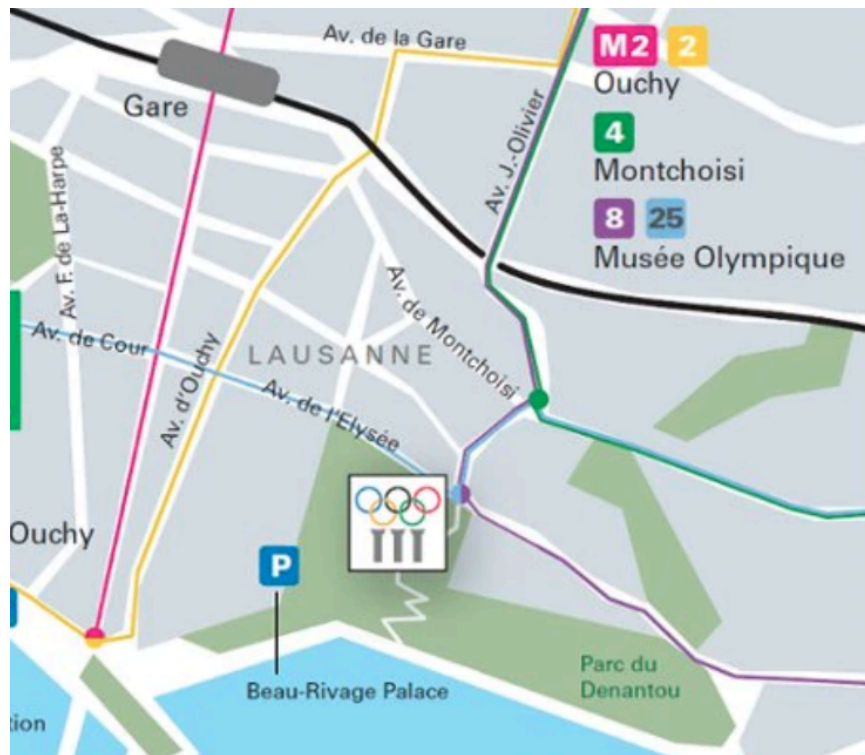 Av. de la Gare
M2 2
Ouchy
Gare
4
Montchoisi
Av. J.-Olivier
8 25
Musée Olympique
Av. F. de La-Harpe
Av. de Montchoisi
Av. de Cour
LAUSANNE
Av. d'Ouchy
Av. de l'Elysée
Ouchy
P
Parc du
Denantou
Beau-Rivage Palace
tion